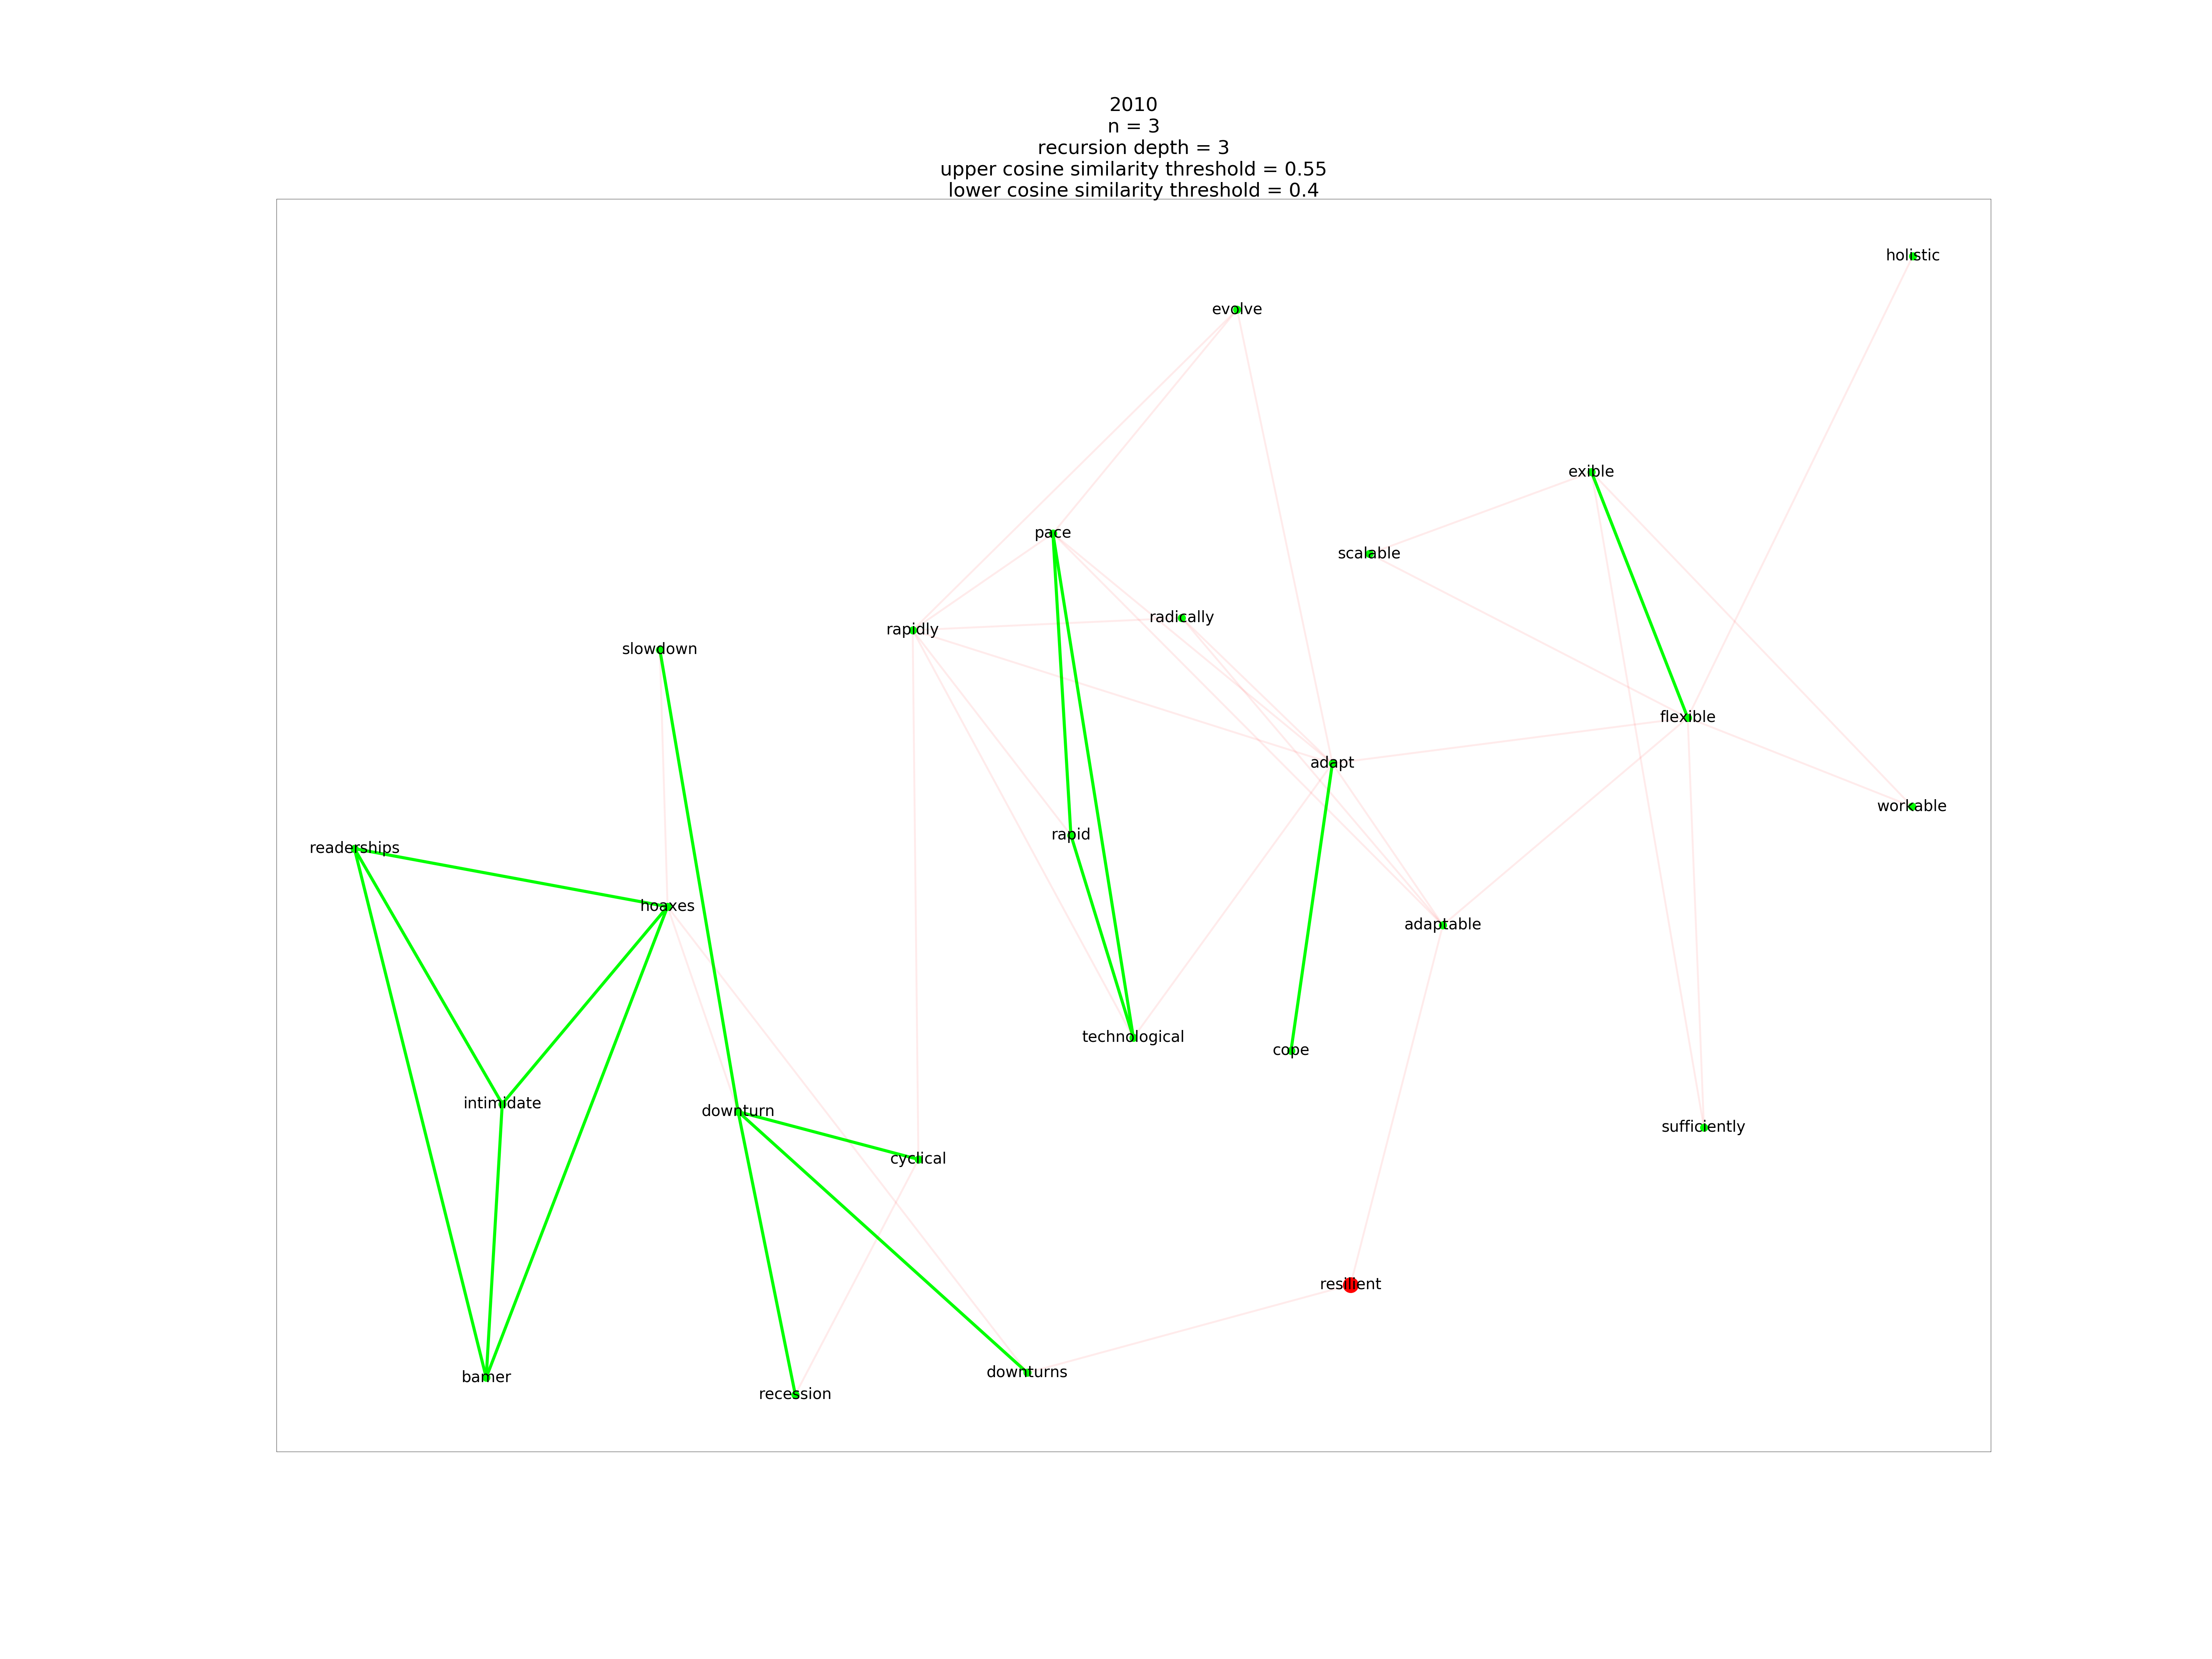 2010
n = 3
recursion depth = 3
upper cosine similarity threshold = 0.55
lower cosine similarity threshold = 0.4
holistic
evolve
exible
pace
scalable
radically
rapidly
slowdown
flexible
adapt
workable
rapid
readerships
hoaxes
adaptable
technological
cope
intimidate
downturn
sufficiently
cyclical
resilient
downturns
recession